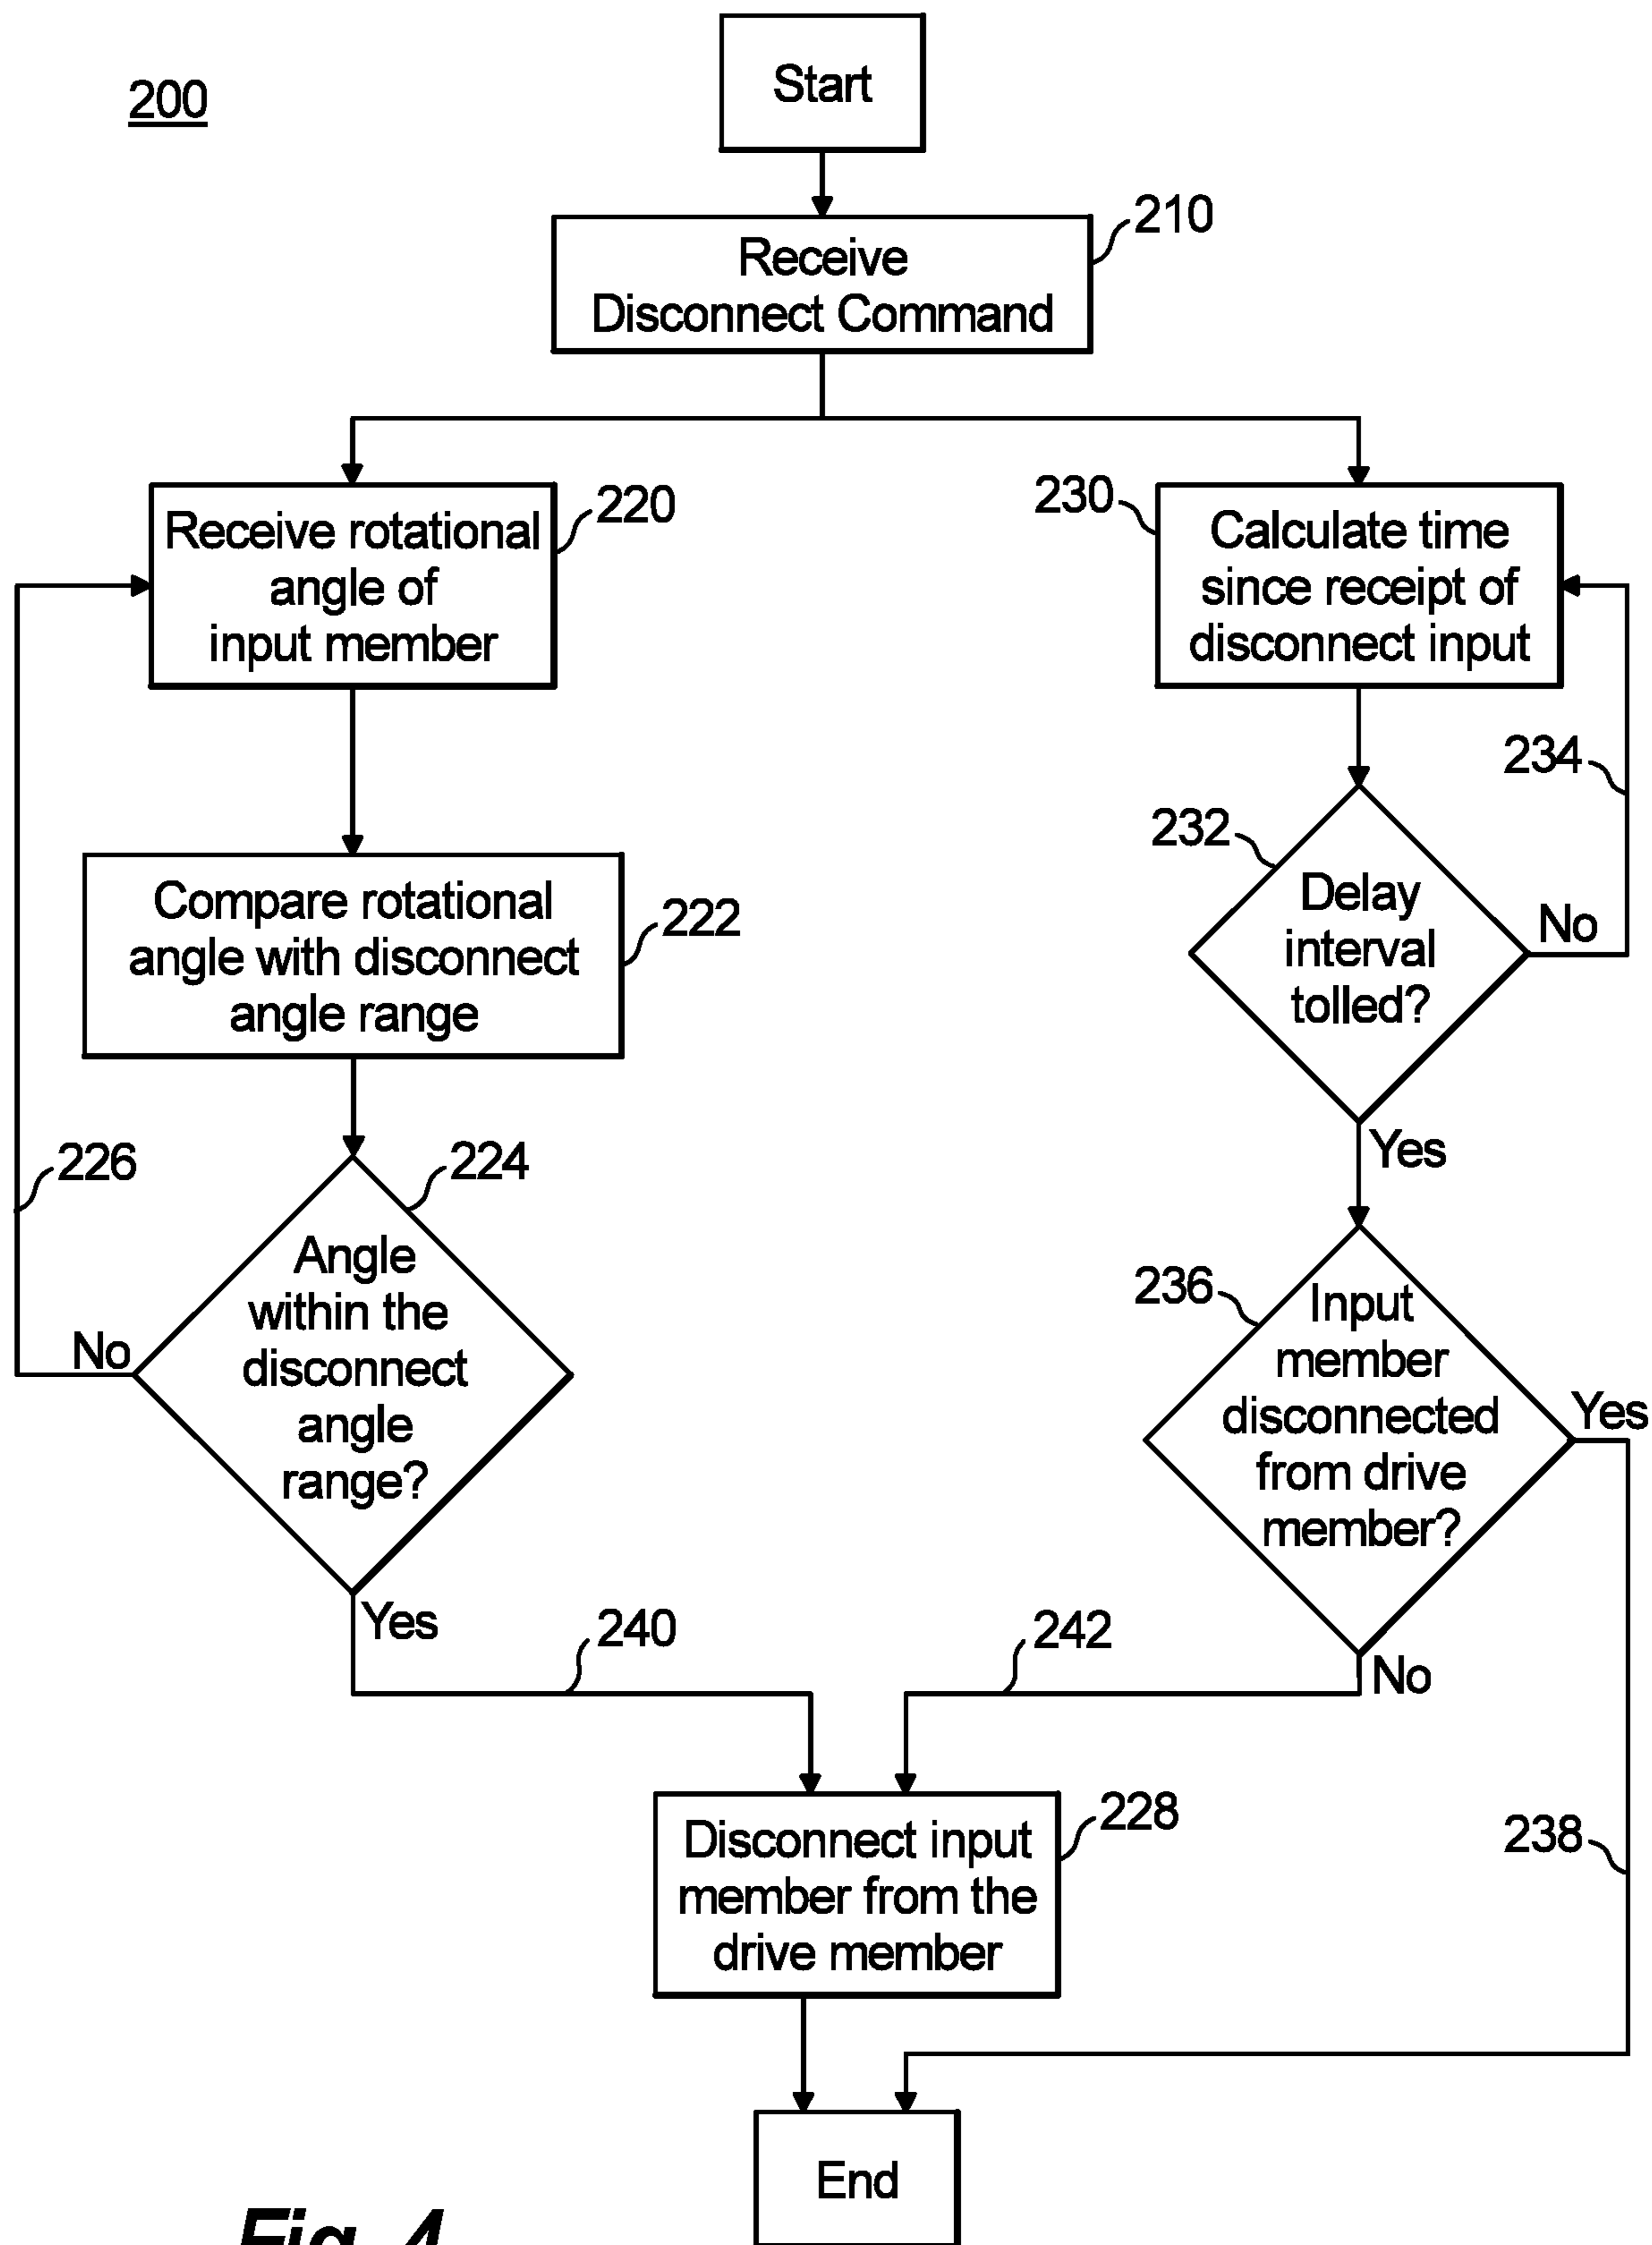 200
Start
210
Receive
Disconnect Command
220
Receive rotational
angle of
input member
230
Calculate time
since receipt of
disconnect input
234
232
Delay
interval
tolled?
No
Yes
222
Compare rotational
angle with disconnect
angle range
226
224
Angle
within the
disconnect
angle
range?
No
Yes
236
Input
member
disconnected
from drive
member?
Yes
No
240
242
228
Disconnect input
member from the
drive member
238
End
Fig. 4